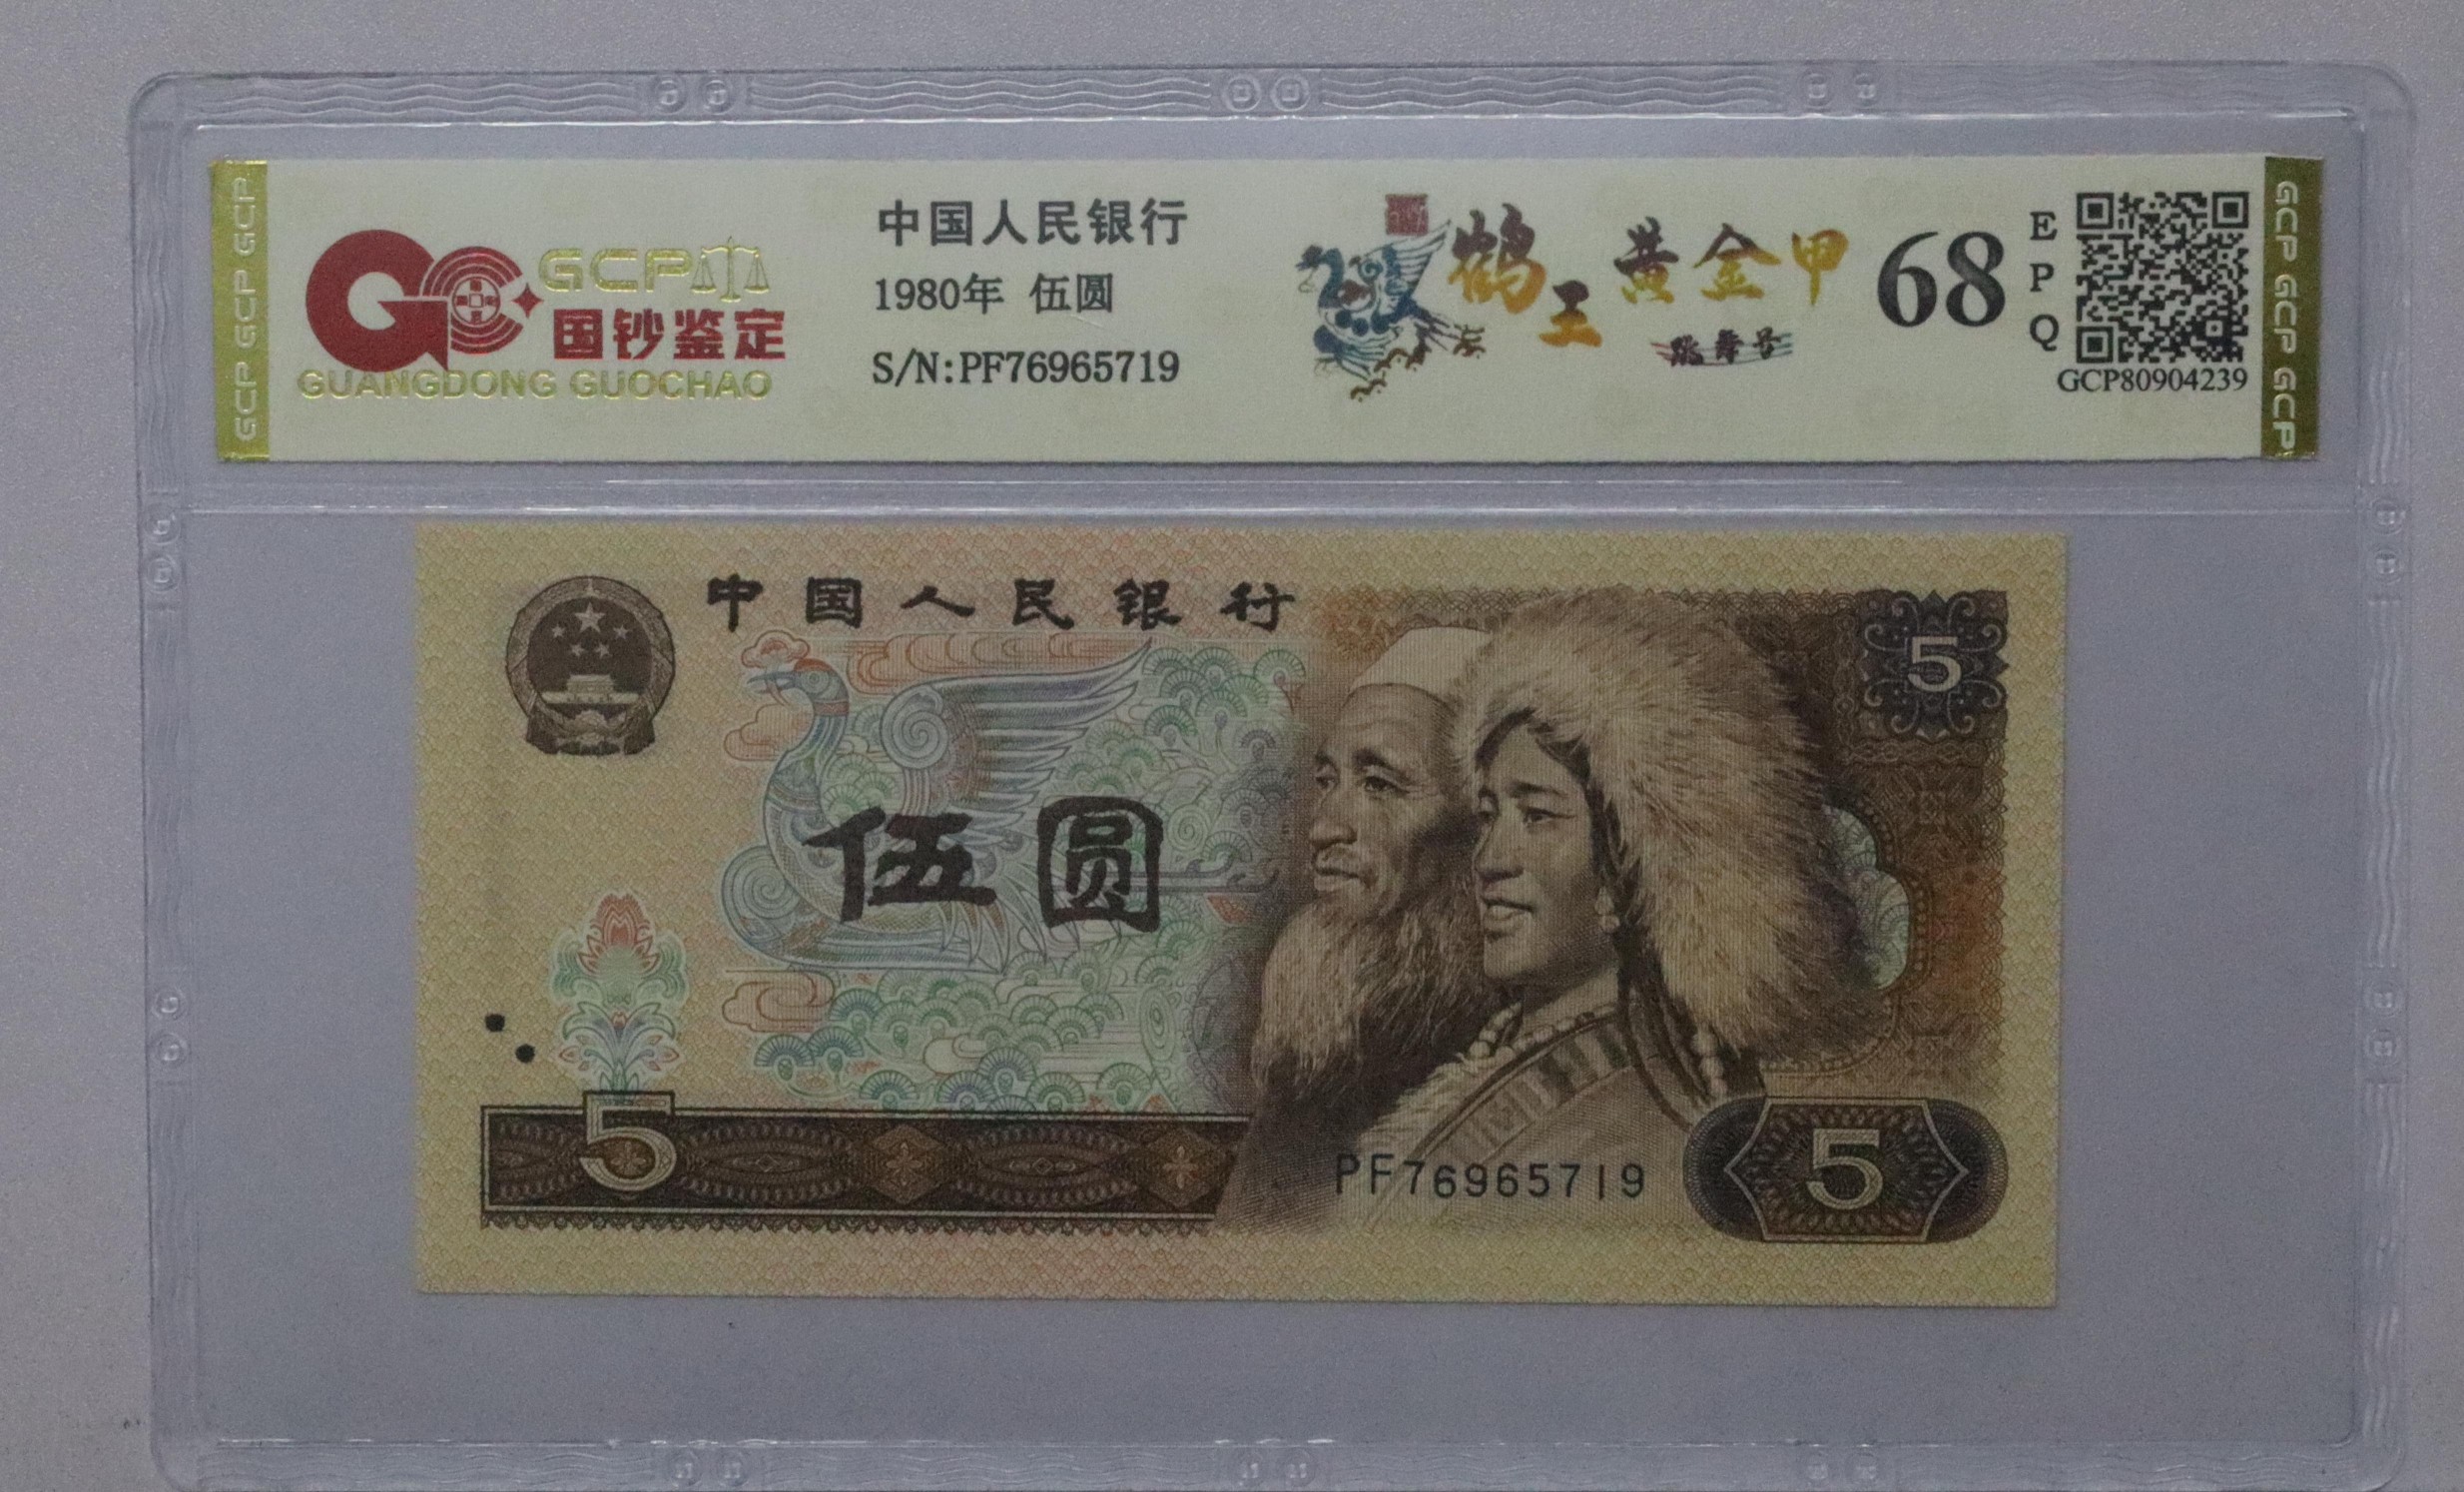 GCP
国钞鉴定
GUANGDONG GUOCHAO
中国人民银行
1980年 伍圆
S/N:PF76965719
鹤王 黄金甲
68
EPQ
GCP80904239
GCP GCP GCP
GCP GCP GCP
中国人民银行
5
伍圆
5
PF76965719
5